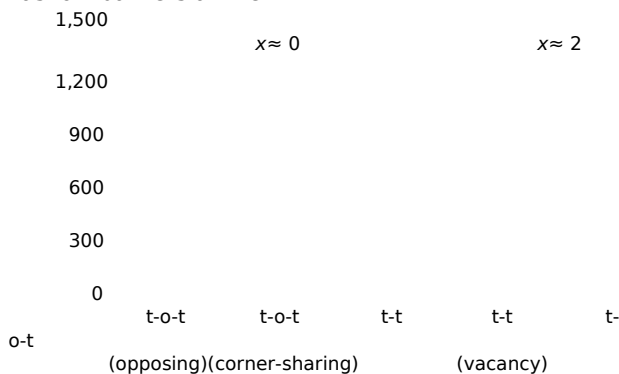 1,500
x≈ 0 x≈ 2
1,200
900
600
300
0
t-o-t t-o-t t-t t-t t-
o-t
(opposing)(corner-sharing) (vacancy)